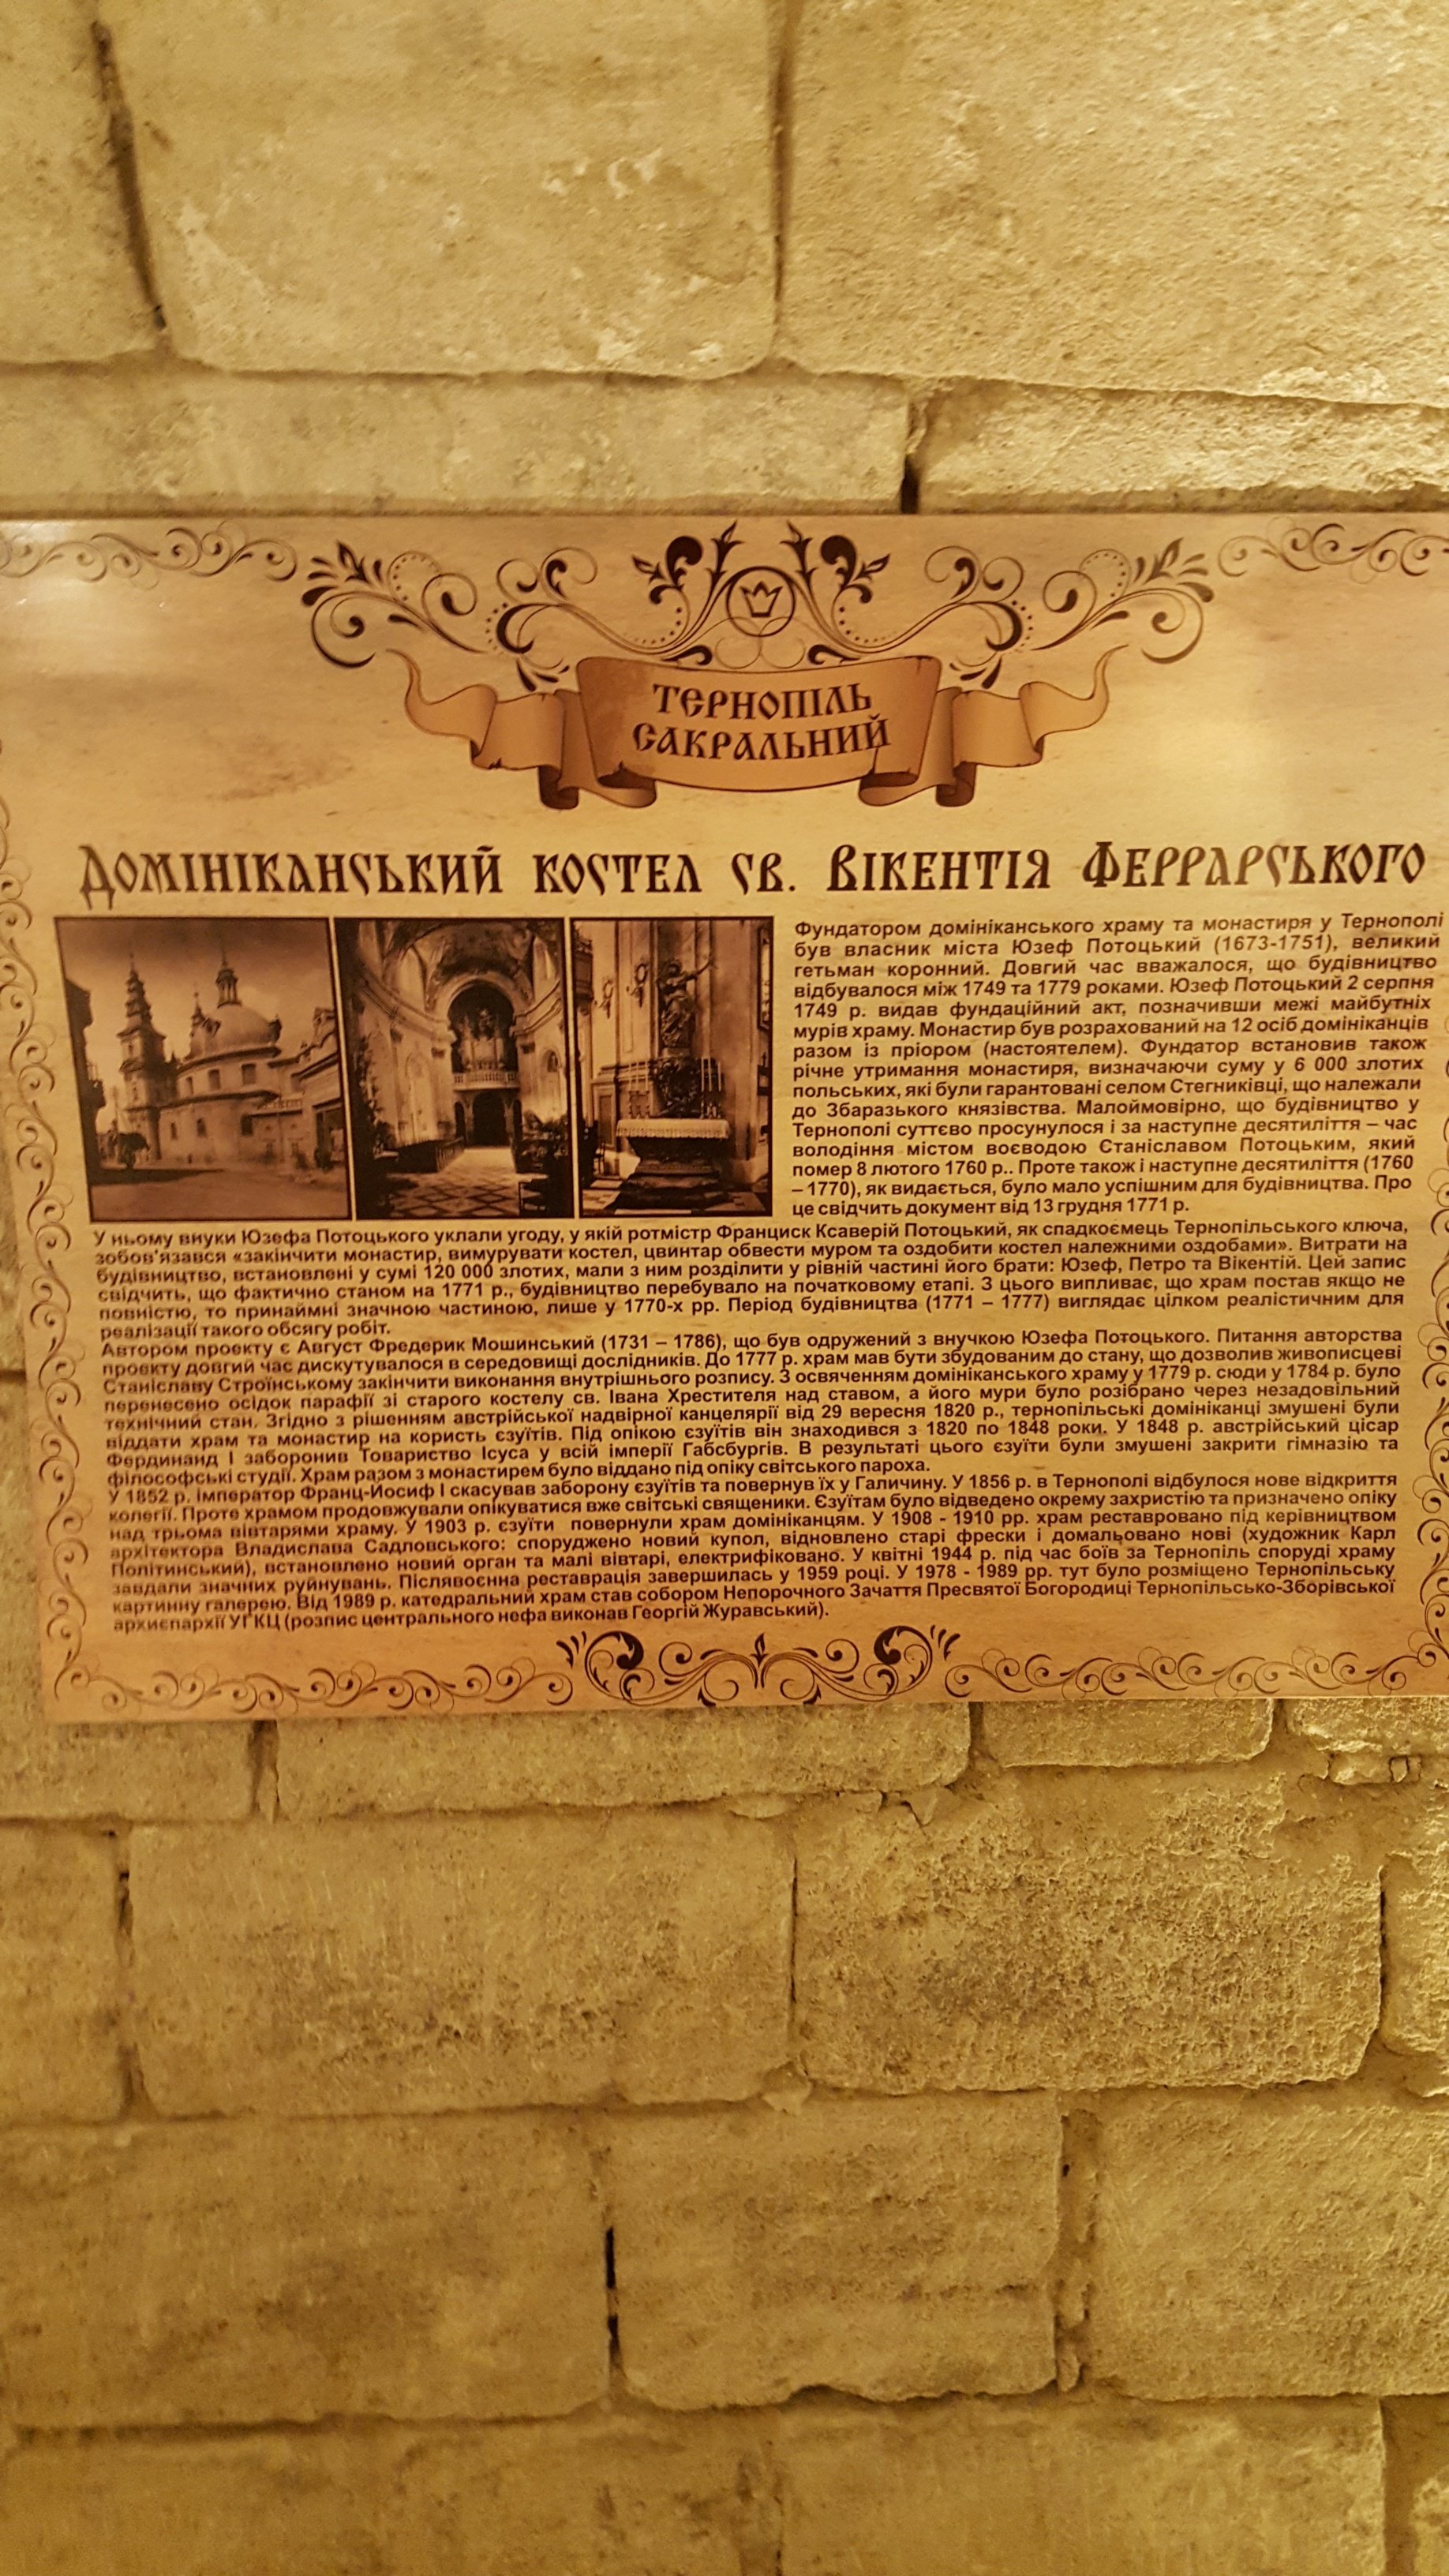 ТЕРНОПІЛЬ
САКРАЛЬНИЙ
ДОМІНІКАНСЬКИЙ КОСТЕЛ СВ. ВІКЕНТІЯ ФЕРРАРСЬКОГО
Фундатором домініканського храму та монастиря у Тернополі
був власник міста Юзеф Потоцький (1673-1751), великий
гетьман коронний. Довгий час вважалося, що будівництво
відбувалося між 1749 та 1779 роками. Юзеф Потоцький 2 серпня
1749 р. видав фундаційний акт, позначивши межі майбутніх
мурів храму. Монастир був розрахований на 12 осіб домініканців
разом із пріором (настоятелем). Фундатор встановив також
річне утримання монастиря, визначаючи суму у 6 000 злотих
польських, які були гарантовані селом Стегниківці, що належали
до Збаразького князівства. Малоймовірно, що будівництво у
Тернополі суттєво просунулося і за наступне десятиліття – час
володіння містом воєводою Станіславом Потоцьким, який
помер 8 лютого 1760 р.. Проте також і наступне десятиліття (1760
– 1770), як видається, було мало успішним для будівництва. Про
це свідчить документ від 13 грудня 1771 р.
У ньому внуки Юзефа Потоцького уклали угоду, у якій ротмістр Франциск Ксаверій Потоцький, як спадкоємець Тернопільського ключа,
зобов'язався «закінчити монастир, вимурувати костел, цвинтар обвести муром та оздобити костел належними оздобами». Витрати на
будівництво, встановлені у сумі 120 000 злотих, мали з ним розділити у рівній частині його брати: Юзеф, Петро та Вікентій. Цей запис
свідчить, що фактично станом на 1771 р., будівництво перебувало на початковому етапі. З цього випливає, що храм постав якщо не
повністю, то принаймні значною частиною, лише у 1770-х рр. Період будівництва (1771 – 1777) виглядає цілком реалістичним для
реалізації такого обсягу робіт.
Автором проекту є Август Фредерик Мошинський (1731 – 1786), що був одружений з внучкою Юзефа Потоцького. Питання авторства
проекту довгий час дискутувалося в середовищі дослідників. До 1777 р. храм мав бути збудованим до стану, що дозволив живописцеві
Станіславу Строїнському закінчити виконання внутрішнього розпису. З освяченням домініканського храму у 1779 р. сюди у 1784 р. було
перенесено осідок парафії зі старого костелу св. Івана Хрестителя над ставом, а його мури було розібрано через незадовільний
технічний стан. Згідно з рішенням австрійської надвірної канцелярії від 29 вересня 1820 р., тернопільські домініканці змушені були
віддати храм та монастир на користь єзуїтів. Під опікою єзуїтів він знаходився з 1820 по 1848 роки. У 1848 р. австрійський цісар
Фердинанд І заборонив Товариство Ісуса у всій імперії Габсбургів. В результаті цього єзуїти були змушені закрити гімназію та
філософські студії. Храм разом з монастирем було віддано під опіку світського пароха.
У 1852 р. імператор Франц-Йосиф І скасував заборону єзуїтів та повернув їх у Галичину. У 1856 р. в Тернополі відбулося нове відкриття
колегії. Проте храмом продовжували опікуватися вже світські священики. Єзуїтам було відведено окрему захристію та призначено опіку
над трьома вівтарями храму. У 1903 р. єзуїти повернули храм домініканцям. У 1908 - 1910 рр. храм реставровано під керівництвом
архітектора Владислава Садловського: споруджено новий купол, відновлено старі фрески і домальовано нові (художник Карл
Політинський), встановлено новий орган та малі вівтарі, електрифіковано. У квітні 1944 р. під час боїв за Тернопіль споруді храму
завдали значних руйнувань. Післявоєнна реставрація завершилась у 1959 році. У 1978 - 1989 рр. тут було розміщено Тернопільську
картинну галерею. Від 1989 р. катедральний храм став собором Непорочного Зачаття Пресвятої Богородиці Тернопільсько-Зборівської
архиєпархії УГКЦ (розпис центрального нефа виконав Георгій Журавський).